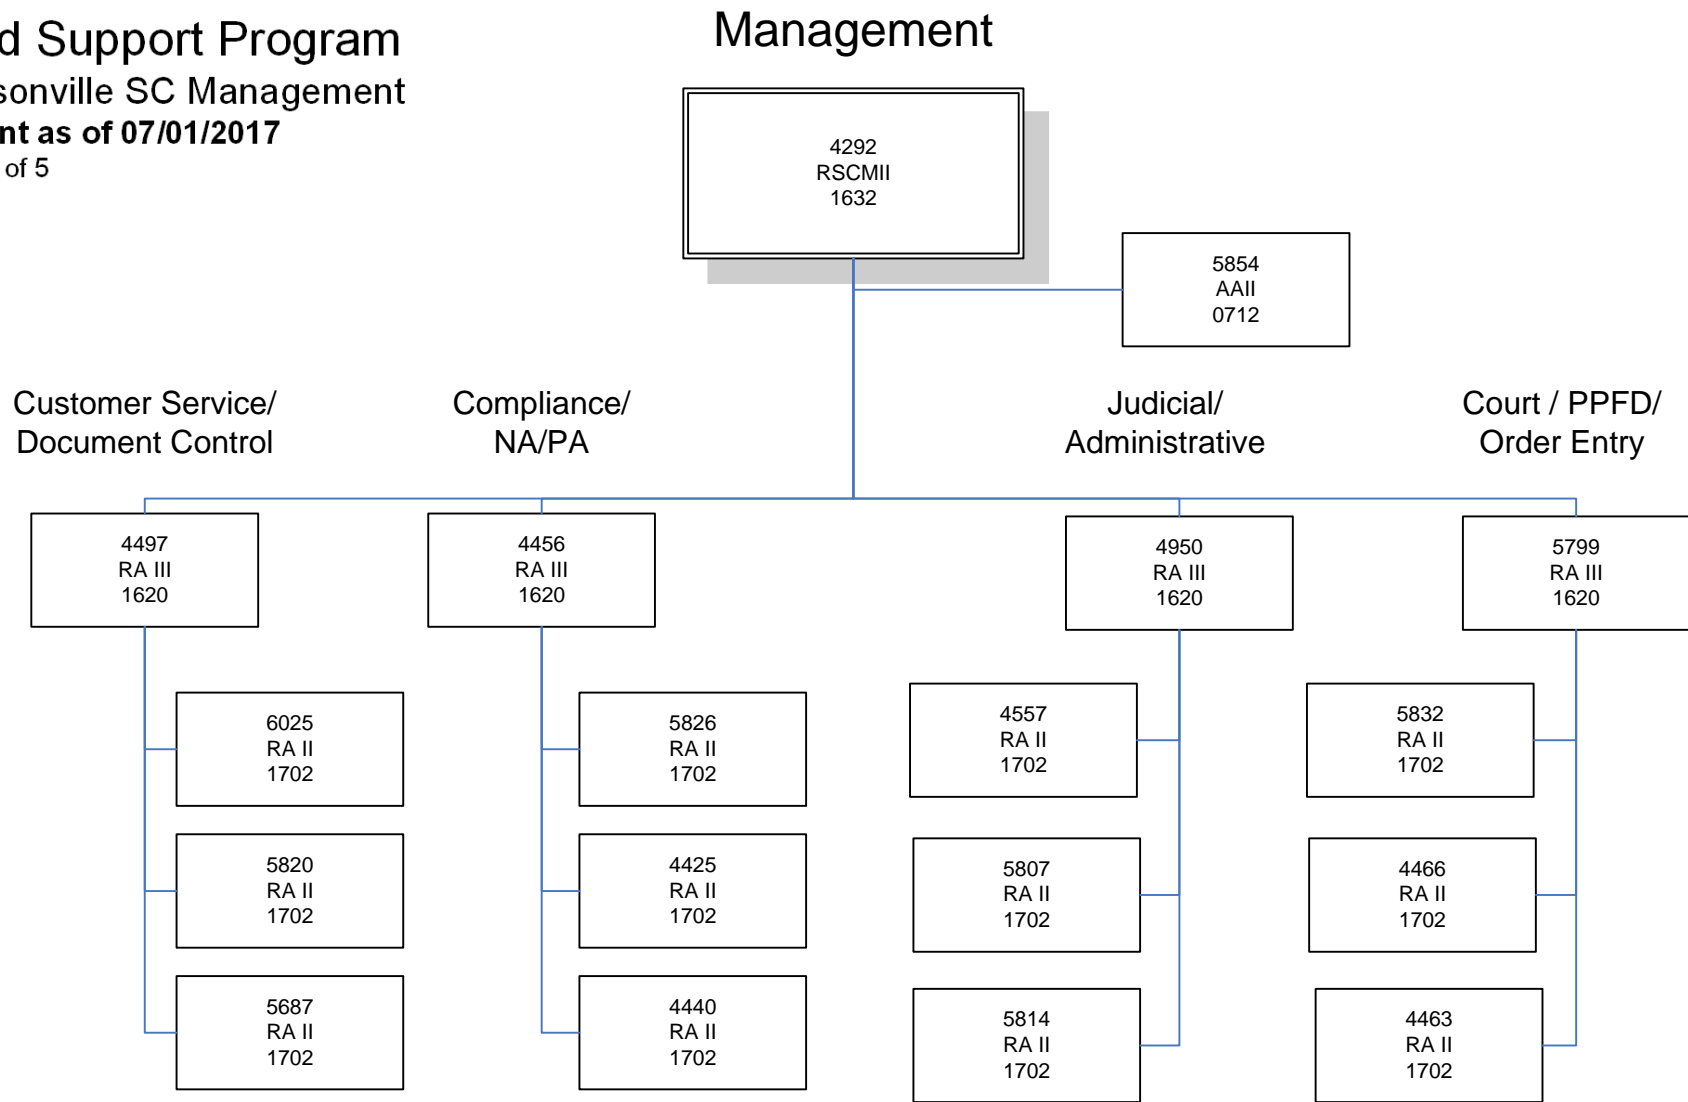 d Support Program
sonville SC Management
nt as of 07/01/2017
of 5
Management
4292
RSCMII
1632
5854
AAII
0712
Customer Service/
Document Control
Compliance/
NA/PA
Judicial/
Administrative
Court / PPFD/
Order Entry
4497
RA III
1620
4456
RA III
1620
4950
RA III
1620
5799
RA III
1620
6025
RA II
1702
5826
RA II
1702
4557
RA II
1702
5832
RA II
1702
5820
RA II
1702
4425
RA II
1702
5807
RA II
1702
4466
RA II
1702
5687
RA II
1702
4440
RA II
1702
5814
RA II
1702
4463
RA II
1702